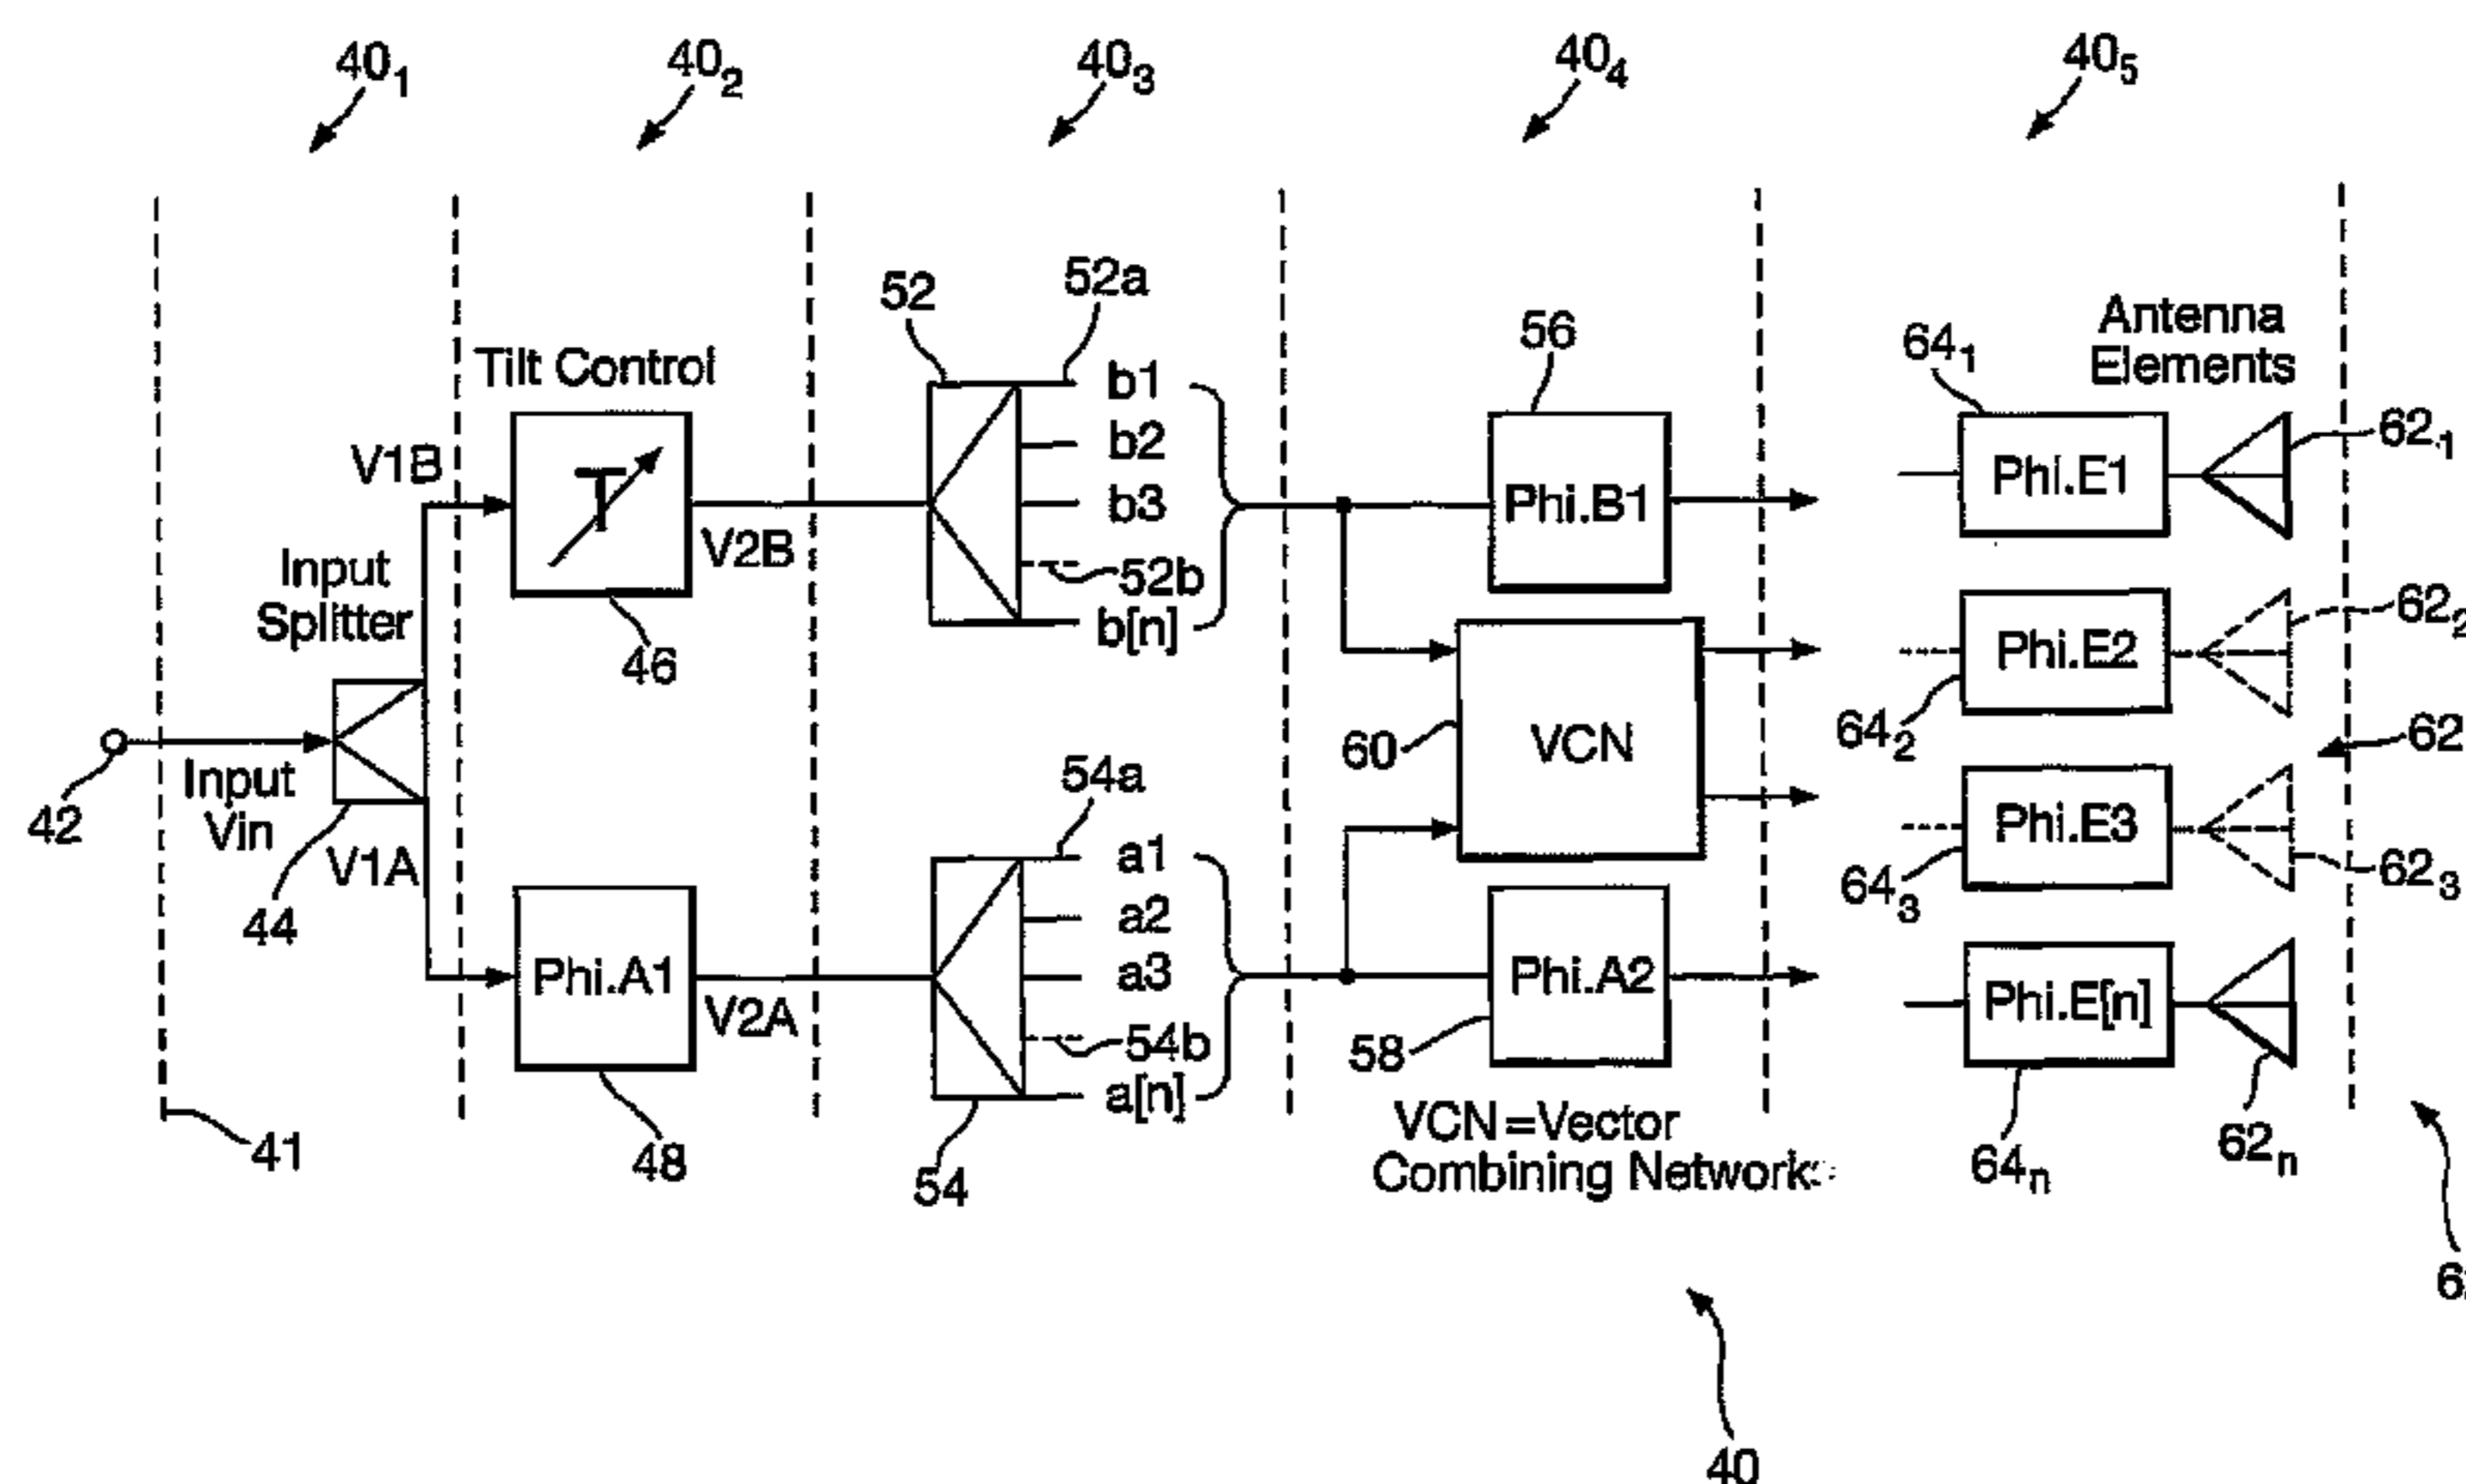 40₁
40₂
40₃
40₄
40₅
52
52a
56
64₁
Antenna
Elements
Tilt Control
b1
b2
b3
52b
b[n]
V1B
T
V2B
46
Phi.B1
Phi.E1
62₁
Input
Splitter
Phi.E2
62₂
64₂
42
Input
Vin
44
V1A
60
VCN
62
54a
a1
a2
a3
54b
a[n]
Phi.E3
62₃
64₃
Phi.A1
V2A
48
54
Phi.A2
58
Phi.E[n]
64ₙ
62ₙ
41
VCN=Vector
Combining Network
40